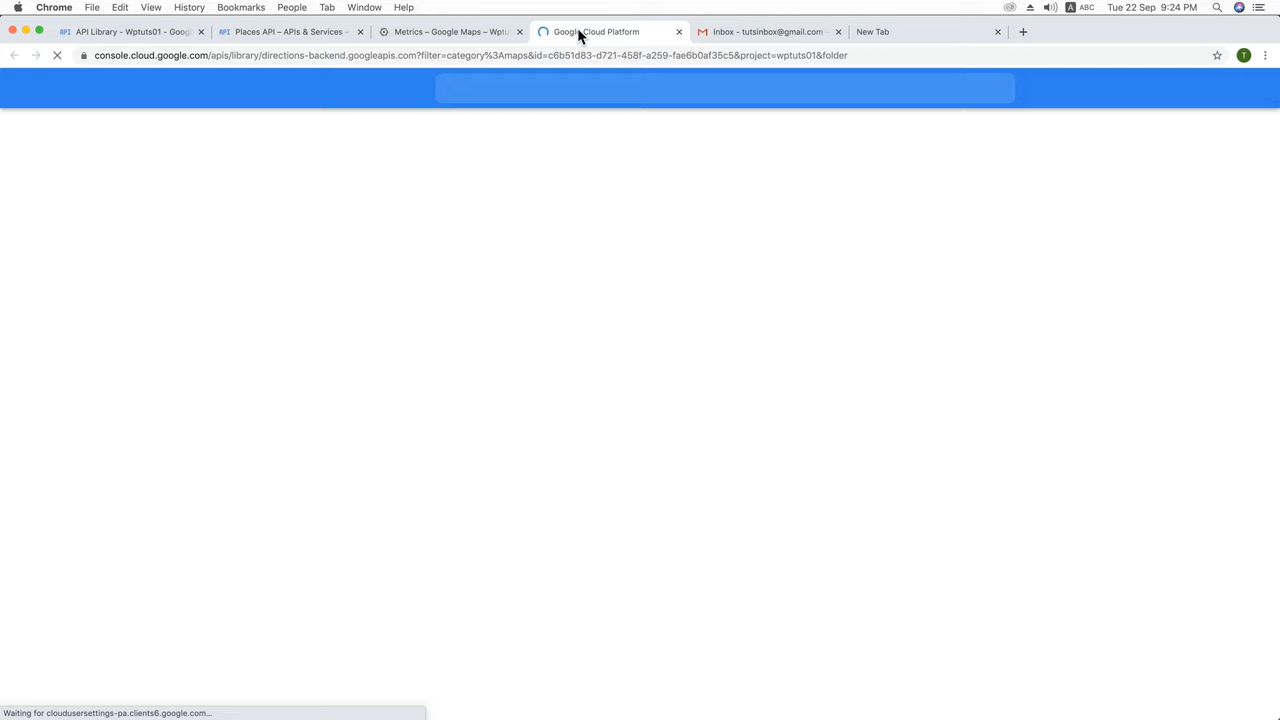 Chrome File Edit View History Bookmarks People Tab Window Help ABC Tue 22 Sep 9:24 PM
API API Library - Wptuts01 - Goog API Places API – APIs & Services – Metrics – Google Maps – Wptu Google Cloud Platform Inbox - tutsinbox@gmail.com - New Tab
console.cloud.google.com/apis/library/directions-backend.googleapis.com?filter=category%3Amaps&id=c6b51d83-d721-458f-a259-fae6b0af35c5&project=wptuts01&folder T
Waiting for cloudusersettings-pa.clients6.google.com...